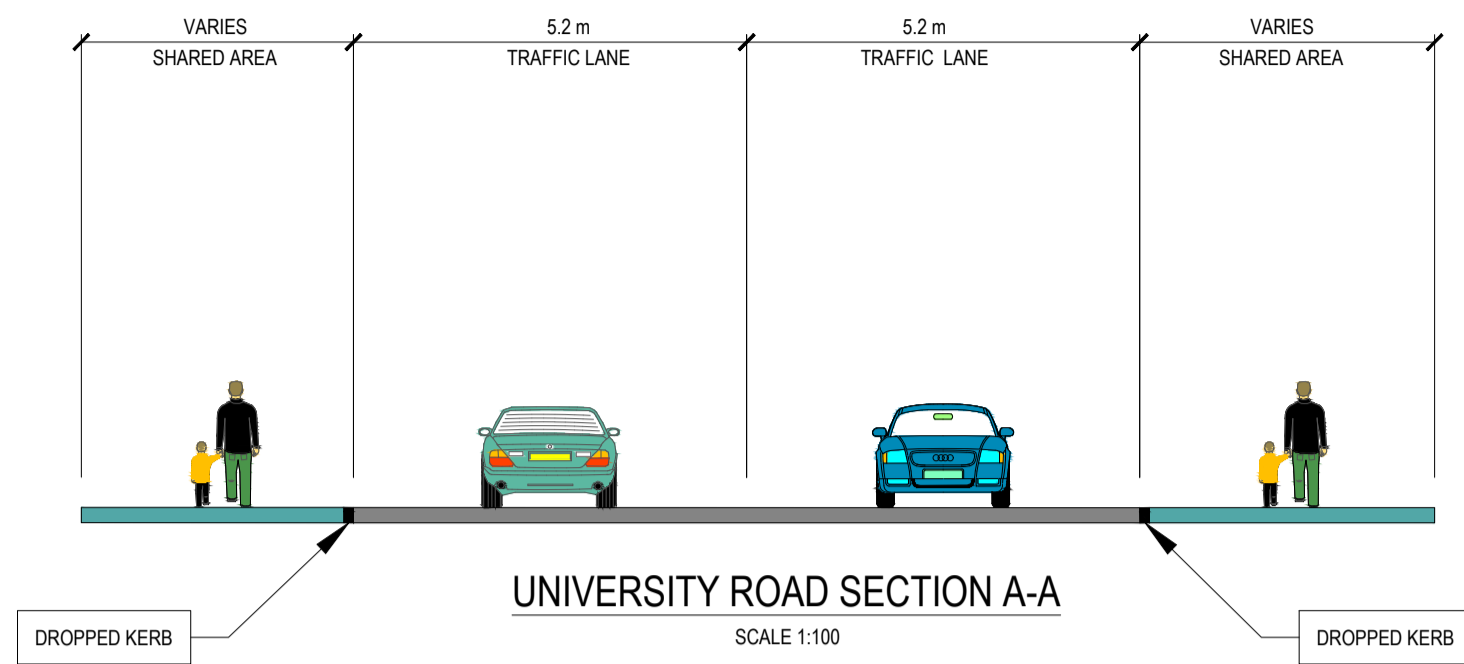 VARIES
SHARED AREA
5.2 m
TRAFFIC LANE
5.2 m
TRAFFIC LANE
VARIES
SHARED AREA
UNIVERSITY ROAD SECTION A-A
SCALE 1:100
DROPPED KERB
DROPPED KERB